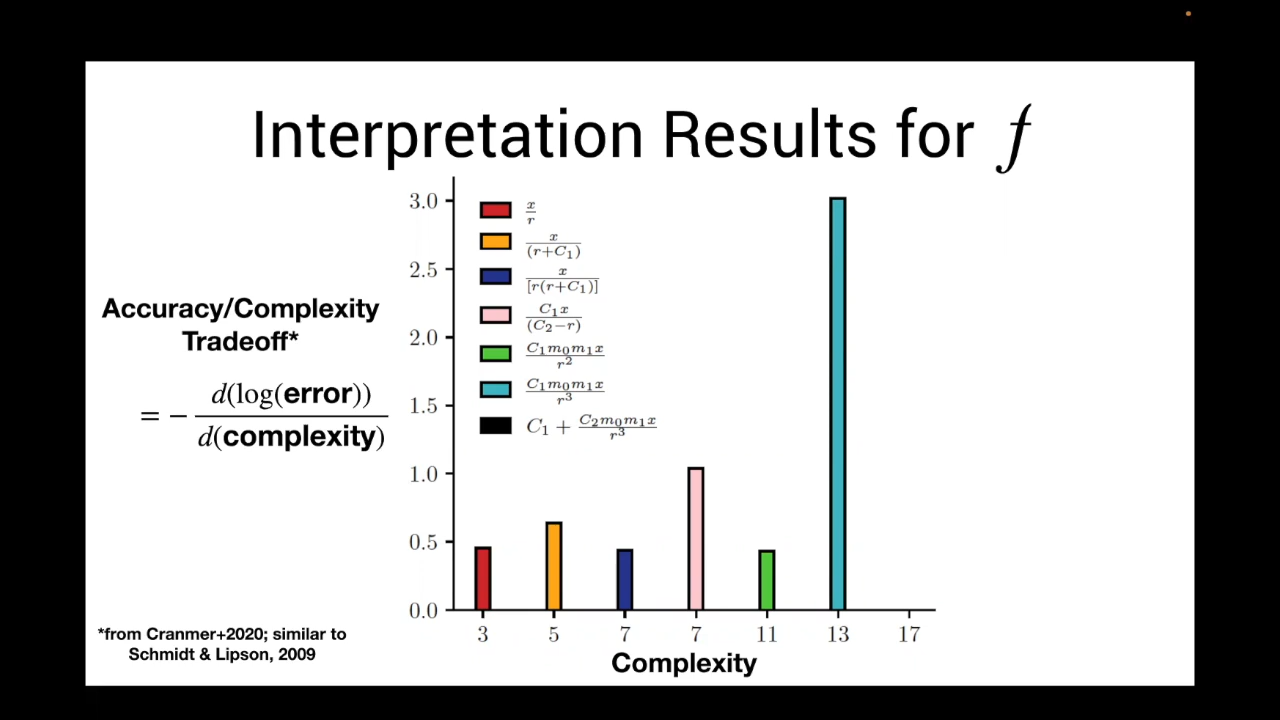 Interpretation Results for f
Accuracy/Complexity
Tradeoff*
= − d(log(error)) / d(complexity)
*from Cranmer+2020; similar to
Schmidt & Lipson, 2009
3.0
2.5
2.0
1.5
1.0
0.5
0.0
x/r
x/(r+C₁)
x/[r(r+C₁)]
C₁x/(C₂−r)
C₁m₀m₁x/r²
C₁m₀m₁x/r³
C₁ + C₂m₀m₁x/r³
3 5 7 7 11 13 17
Complexity